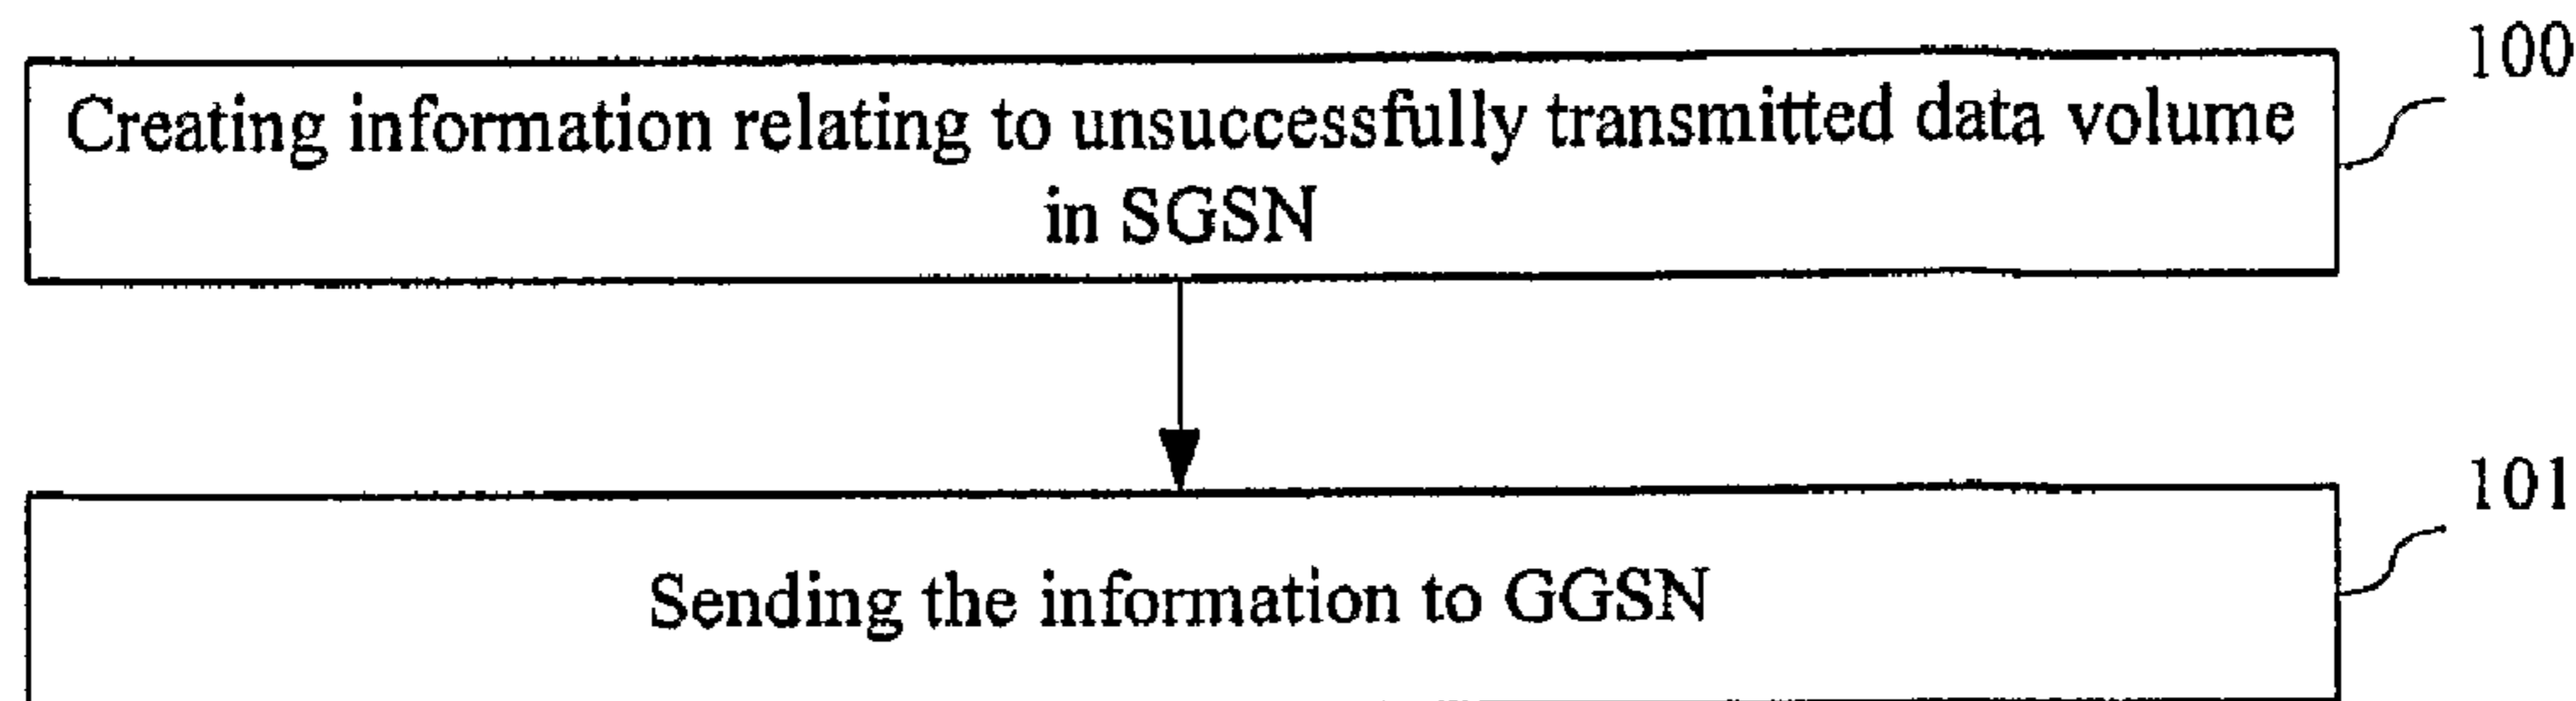 100
Creating information relating to unsuccessfully transmitted data volume
in SGSN
101
Sending the information to GGSN